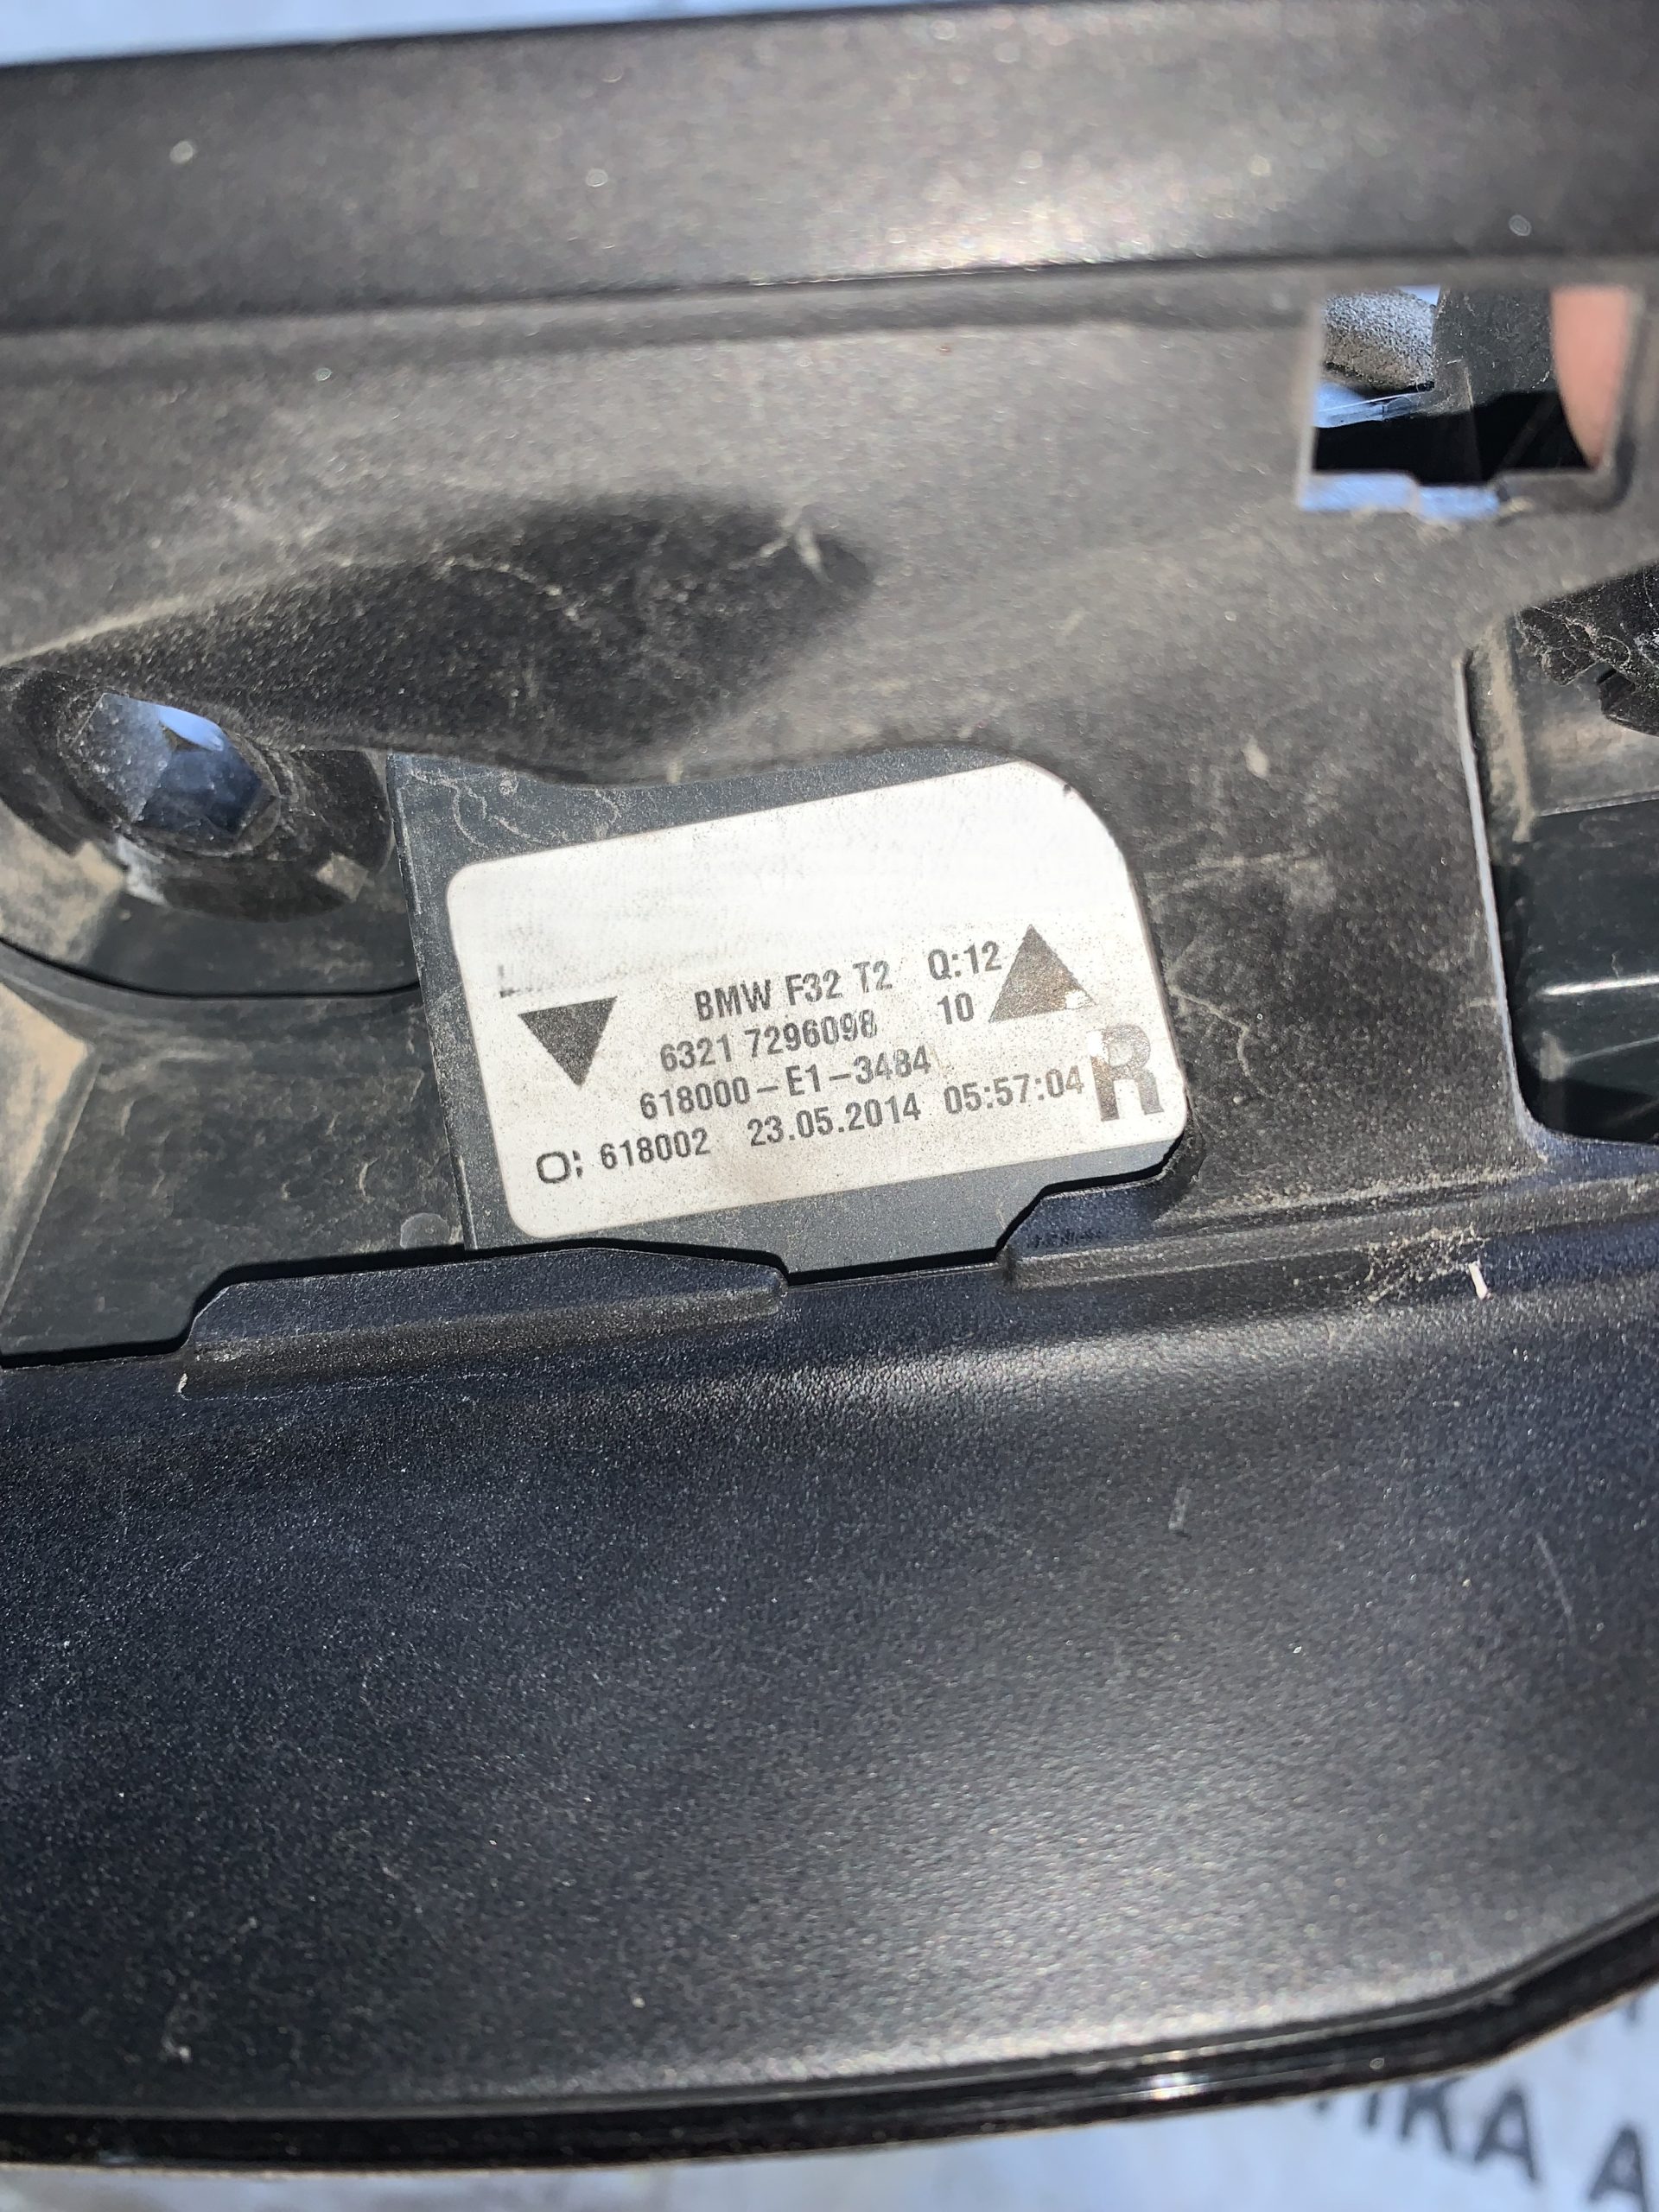 BMW F32 T2 Q:12
6321 7296098 10
618000-E1-3484
O: 618002 23.05.2014 05:57:04 R